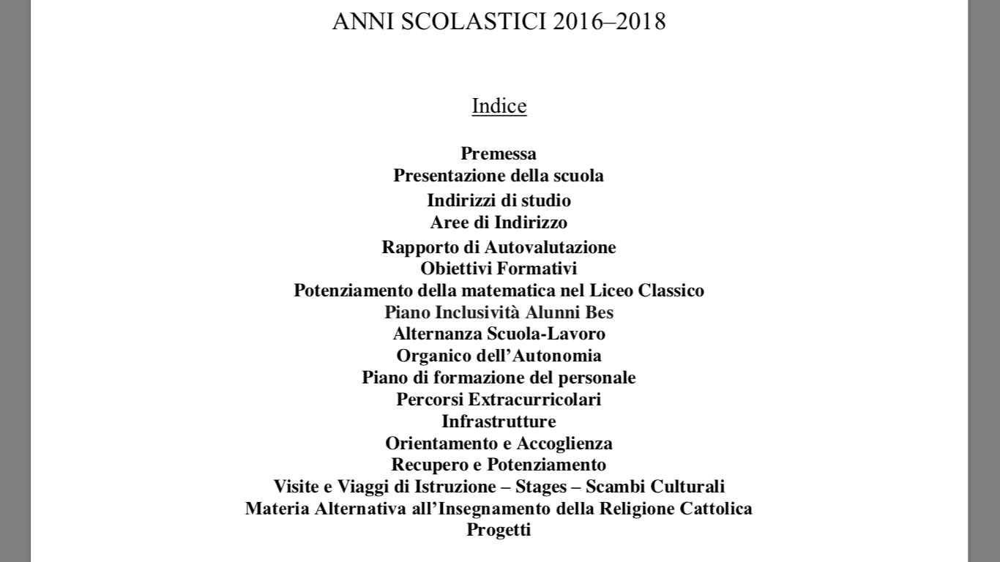 ANNI SCOLASTICI 2016–2018
Indice
Premessa
Presentazione della scuola
Indirizzi di studio
Aree di Indirizzo
Rapporto di Autovalutazione
Obiettivi Formativi
Potenziamento della matematica nel Liceo Classico
Piano Inclusività Alunni Bes
Alternanza Scuola-Lavoro
Organico dell’Autonomia
Piano di formazione del personale
Percorsi Extracurricolari
Infrastrutture
Orientamento e Accoglienza
Recupero e Potenziamento
Visite e Viaggi di Istruzione – Stages – Scambi Culturali
Materia Alternativa all’Insegnamento della Religione Cattolica
Progetti